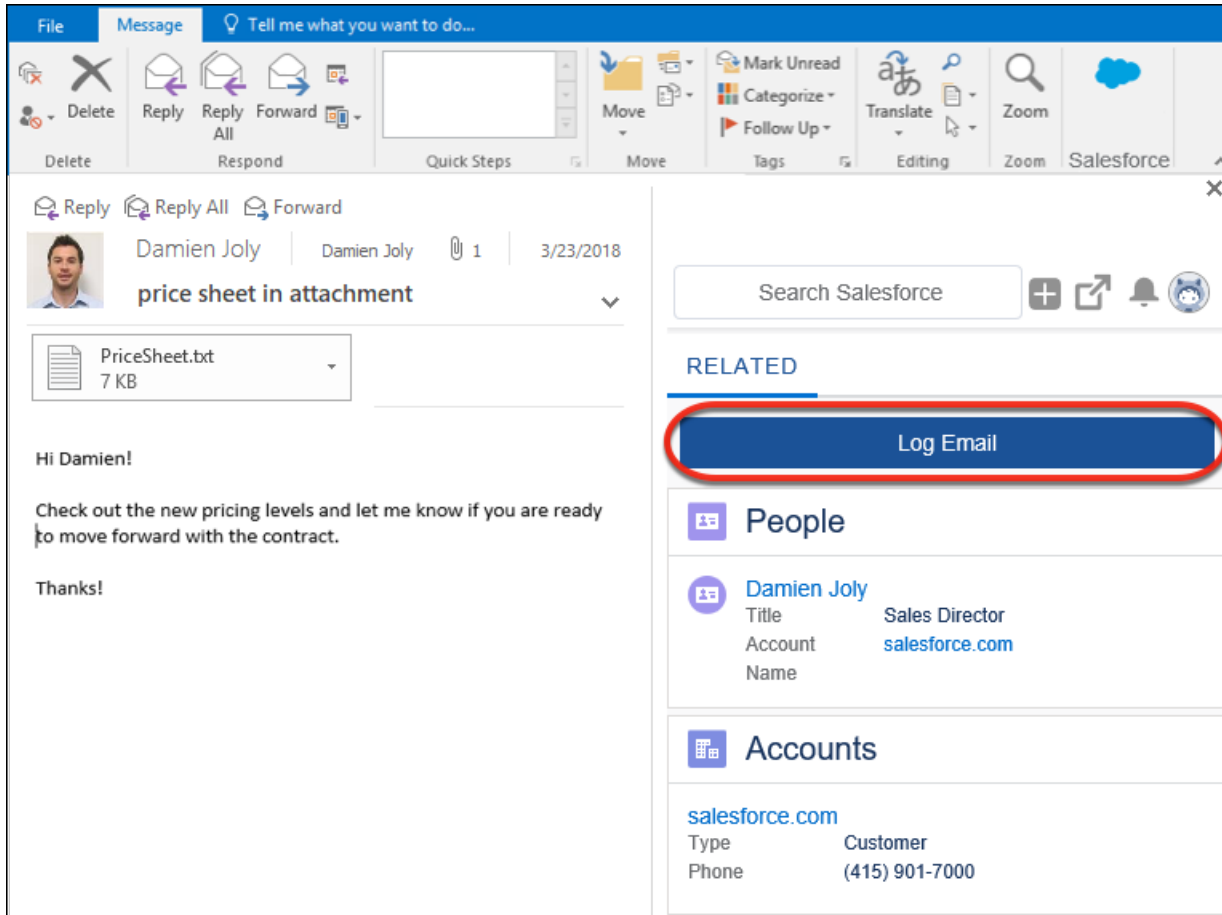 File Message Tell me what you want to do...
Delete
Reply
Reply All
Forward
Move
Mark Unread
Categorize
Follow Up
Translate
Zoom
Delete Respond Quick Steps Move Tags Editing Zoom Salesforce
Reply Reply All Forward
Damien Joly Damien Joly 1 3/23/2018
price sheet in attachment
PriceSheet.txt
7 KB
Hi Damien!
Check out the new pricing levels and let me know if you are ready
to move forward with the contract.
Thanks!
Search Salesforce
RELATED
Log Email
People
Damien Joly
Title Sales Director
Account salesforce.com
Name
Accounts
salesforce.com
Type Customer
Phone (415) 901-7000